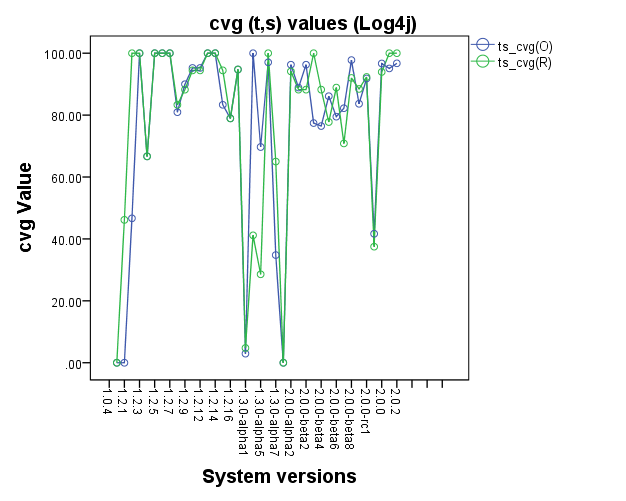 cvg (t,s) values (Log4j)
ts_cvg(O)
ts_cvg(R)
cvg Value
100.00
80.00
60.00
40.00
20.00
.00
1.0.4
1.2.1
1.2.3
1.2.5
1.2.7
1.2.9
1.2.12
1.2.14
1.2.16
1.3.0-alpha1
1.3.0-alpha5
1.3.0-alpha7
2.0.0-alpha2
2.0.0-beta2
2.0.0-beta4
2.0.0-beta6
2.0.0-beta8
2.0.0-rc1
2.0.0
2.0.2
System versions